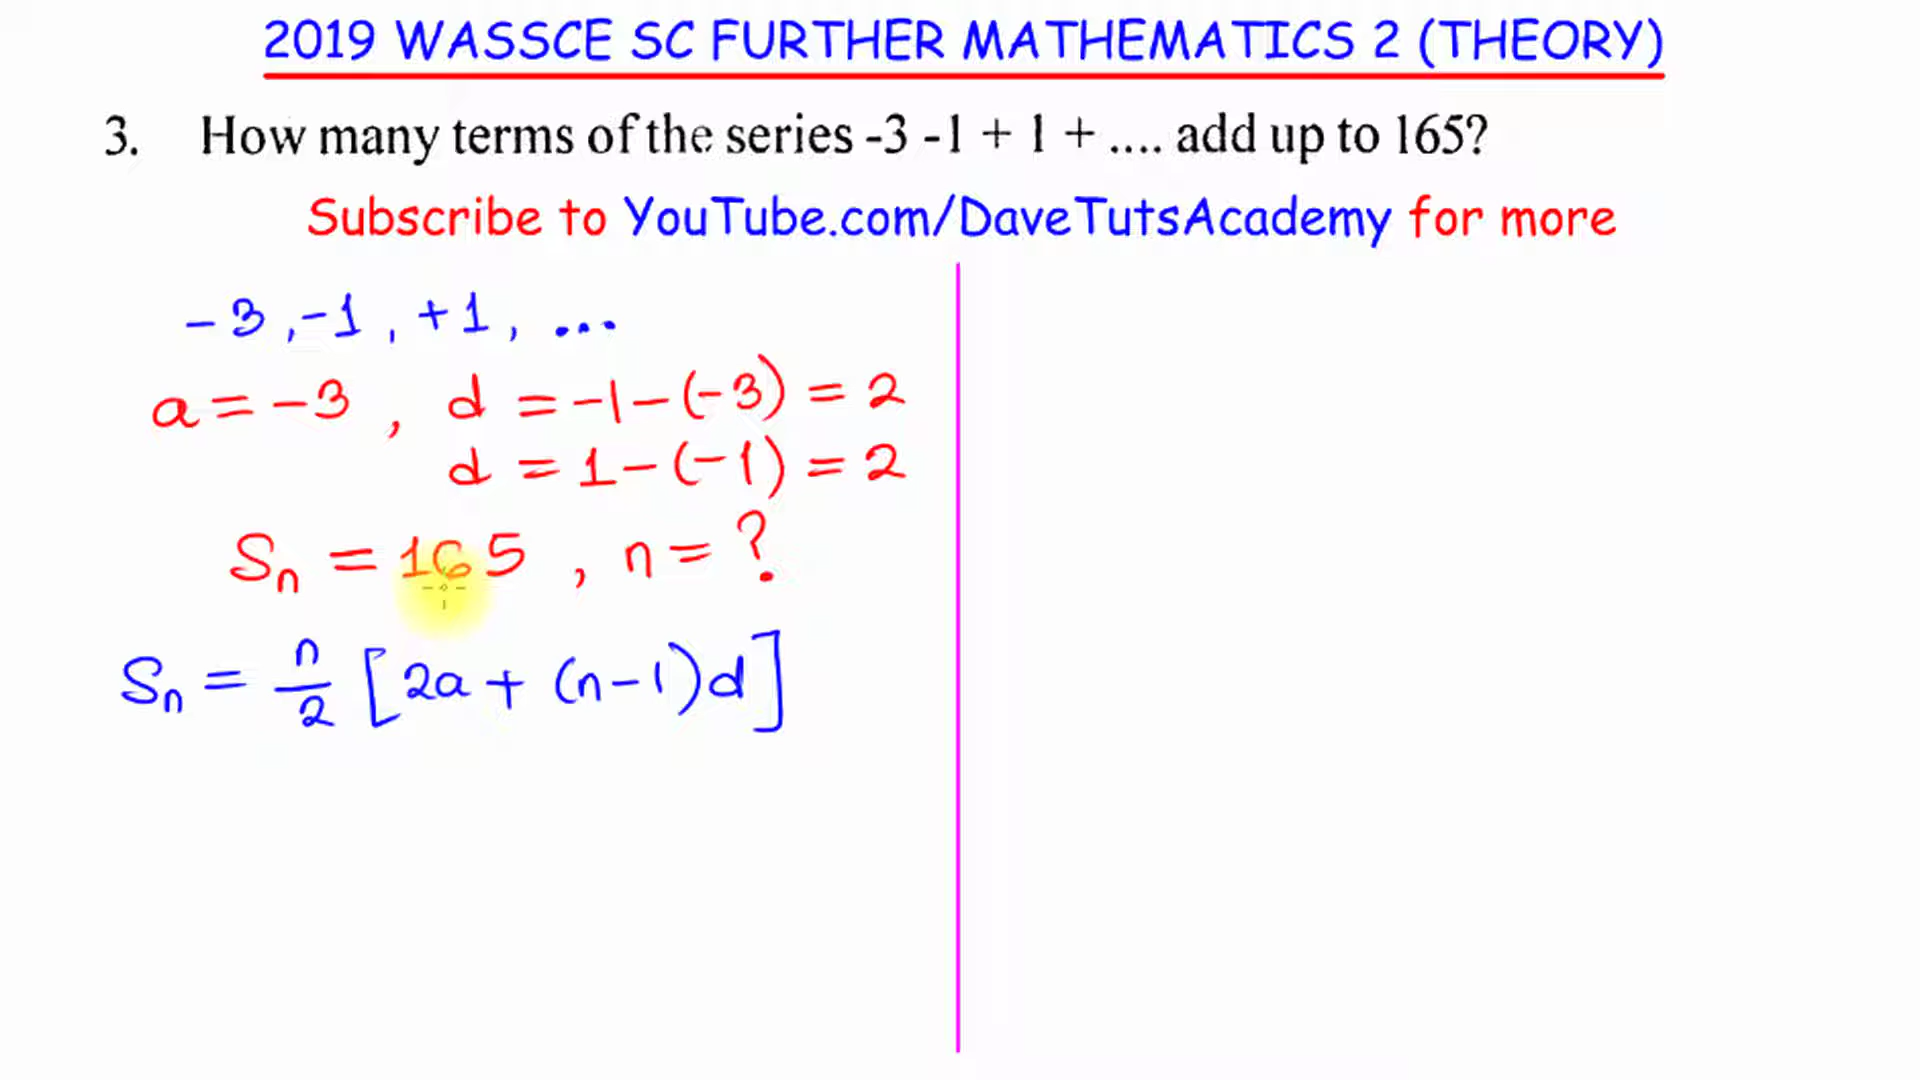 2019 WASSCE SC FURTHER MATHEMATICS 2 (THEORY)
3. How many terms of the series -3 -1 + 1 + .... add up to 165?
Subscribe to YouTube.com/DaveTutsAcademy for more
-3, -1, +1, ...
a = -3, d = -1 - (-3) = 2
d = 1 - (-1) = 2
Sn = 165, n = ?
Sn = n/2 [2a + (n-1)d]